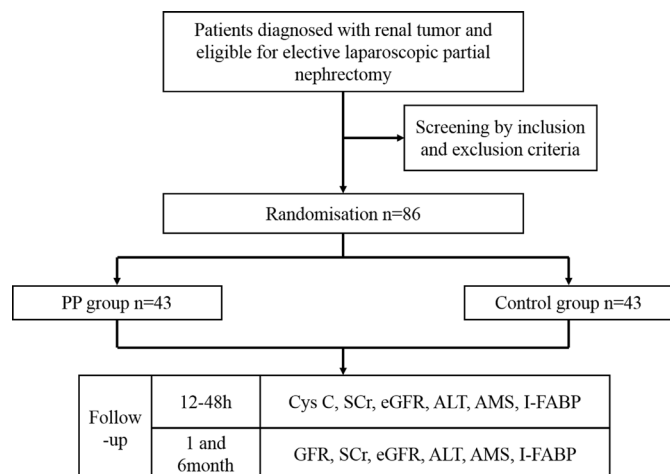 Patients diagnosed with renal tumor and
eligible for elective laparoscopic partial
nephrectomy
Screening by inclusion
and exclusion criteria
Randomisation n=86
PP group n=43
Control group n=43
Follow
-up
12-48h
Cys C, SCr, eGFR, ALT, AMS, I-FABP
1 and
6month
GFR, SCr, eGFR, ALT, AMS, I-FABP